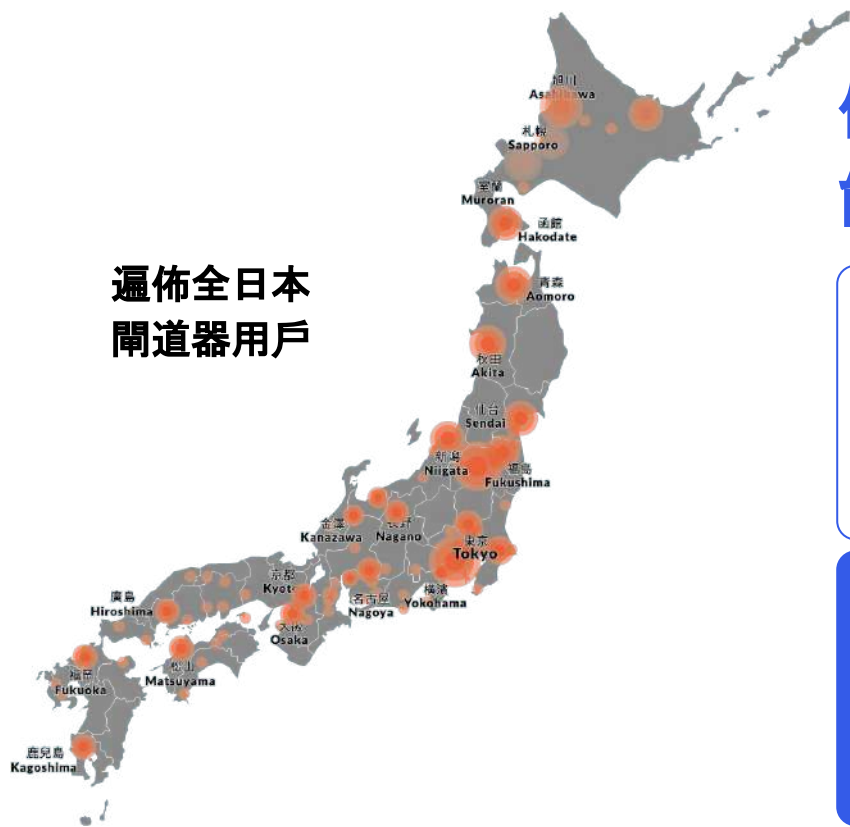 旭川
Asahikawa
札幌
Sapporo
室蘭
Muroran
函館
Hakodate
遍佈全日本
閘道器用戶
青森
Aomoro
秋田
Akita
仙台
Sendai
新潟
Niigata
福島
Fukushima
金澤
Kanazawa
長野
Nagano
東京
Tokyo
京都
Kyoto
名古屋
Nagoya
橫濱
Yokohama
廣島
Hiroshima
大阪
Osaka
松山
Matsuyama
福岡
Fukuoka
鹿兒島
Kagoshima